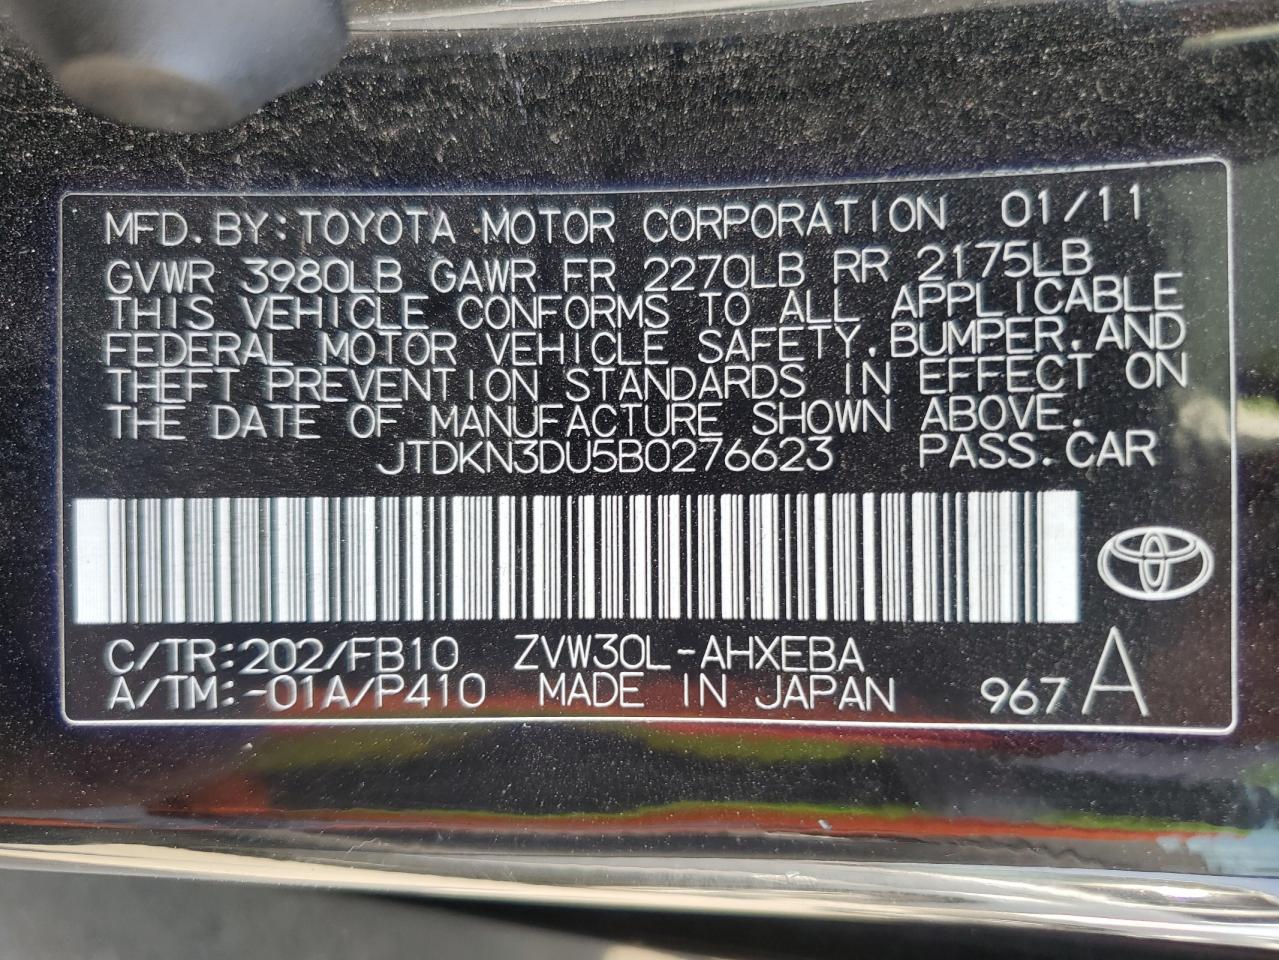 MFD. BY: TOYOTA MOTOR CORPORATION 01/11
GVWR 3980LB GAWR FR 2270LB RR 2175LB
THIS VEHICLE CONFORMS TO ALL APPLICABLE
FEDERAL MOTOR VEHICLE SAFETY, BUMPER, AND
THEFT PREVENTION STANDARDS IN EFFECT ON
THE DATE OF MANUFACTURE SHOWN ABOVE.
JTDKN3DU5B0276623 PASS. CAR
C/TR:202/FB10 ZVW30L-AHXEBA
A/TM:-01A/P410 MADE IN JAPAN 967 A